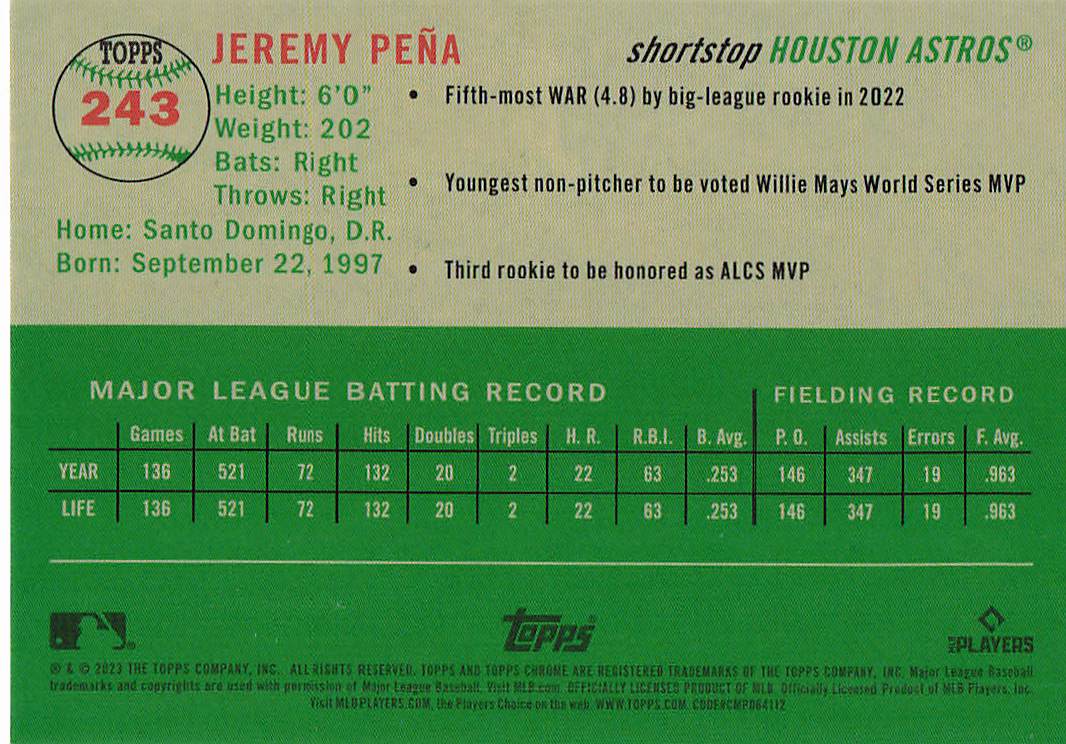 TOPPS
243
JEREMY PEÑA
shortstop HOUSTON ASTROS®
Height: 6'0"
Weight: 202
Bats: Right
Throws: Right
Home: Santo Domingo, D.R.
Born: September 22, 1997
• Fifth-most WAR (4.8) by big-league rookie in 2022
• Youngest non-pitcher to be voted Willie Mays World Series MVP
• Third rookie to be honored as ALCS MVP
MAJOR LEAGUE BATTING RECORD FIELDING RECORD
Games At Bat Runs Hits Doubles Triples H. R. R.B.I. B. Avg. P. O. Assists Errors F. Avg.
YEAR 136 521 72 132 20 2 22 63 .253 146 347 19 .963
LIFE 136 521 72 132 20 2 22 63 .253 146 347 19 .963
topps®
MLB PLAYERS
® & © 2023 THE TOPPS COMPANY, INC. ALL RIGHTS RESERVED. TOPPS AND TOPPS CHROME ARE REGISTERED TRADEMARKS OF THE TOPPS COMPANY, INC. Major League Baseball
trademarks and copyrights are used with permission of Major League Baseball. Visit MLB.com. OFFICIALLY LICENSED PRODUCT OF MLB Officially Licensed Product of MLB Players, Inc.
Visit MLBPLAYERS.COM, the Players Choice on the web. WWW.TOPPS.COM. CODE#CMP064112